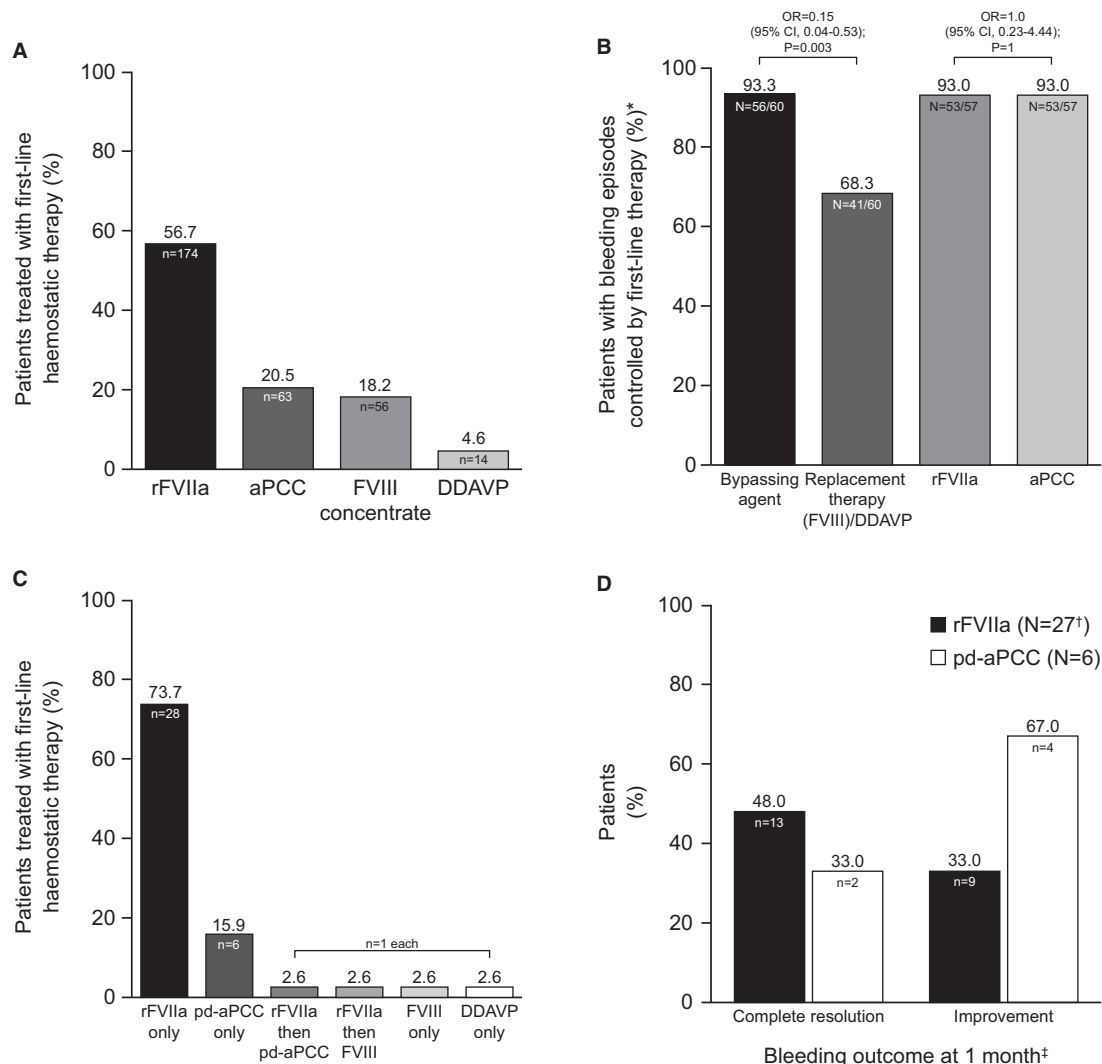 A
Patients treated with first-line
haemostatic therapy (%)
100
80
60
40
20
0
56.7
n=174
20.5
n=63
18.2
n=56
4.6
n=14
rFVIIa
aPCC
FVIII
concentrate
DDAVP
B
OR=0.15
(95% CI, 0.04-0.53);
P=0.003
OR=1.0
(95% CI, 0.23-4.44);
P=1
Patients with bleeding episodes
controlled by first-line therapy (%)*
100
80
60
40
20
0
93.3
N=56/60
68.3
N=41/60
93.0
N=53/57
93.0
N=53/57
Bypassing
agent
Replacement
therapy
(FVIII)/DDAVP
rFVIIa
aPCC
C
Patients treated with first-line
haemostatic therapy (%)
100
80
60
40
20
0
73.7
n=28
15.9
n=6
n=1 each
2.6
2.6
2.6
2.6
rFVIIa
only
pd-aPCC
only
rFVIIa
then
pd-aPCC
rFVIIa
then
FVIII
FVIII
only
DDAVP
only
D
rFVIIa (N=27†)
pd-aPCC (N=6)
Patients
(%)
100
80
60
40
20
0
48.0
n=13
33.0
n=2
33.0
n=9
67.0
n=4
Complete resolution
Improvement
Bleeding outcome at 1 month‡